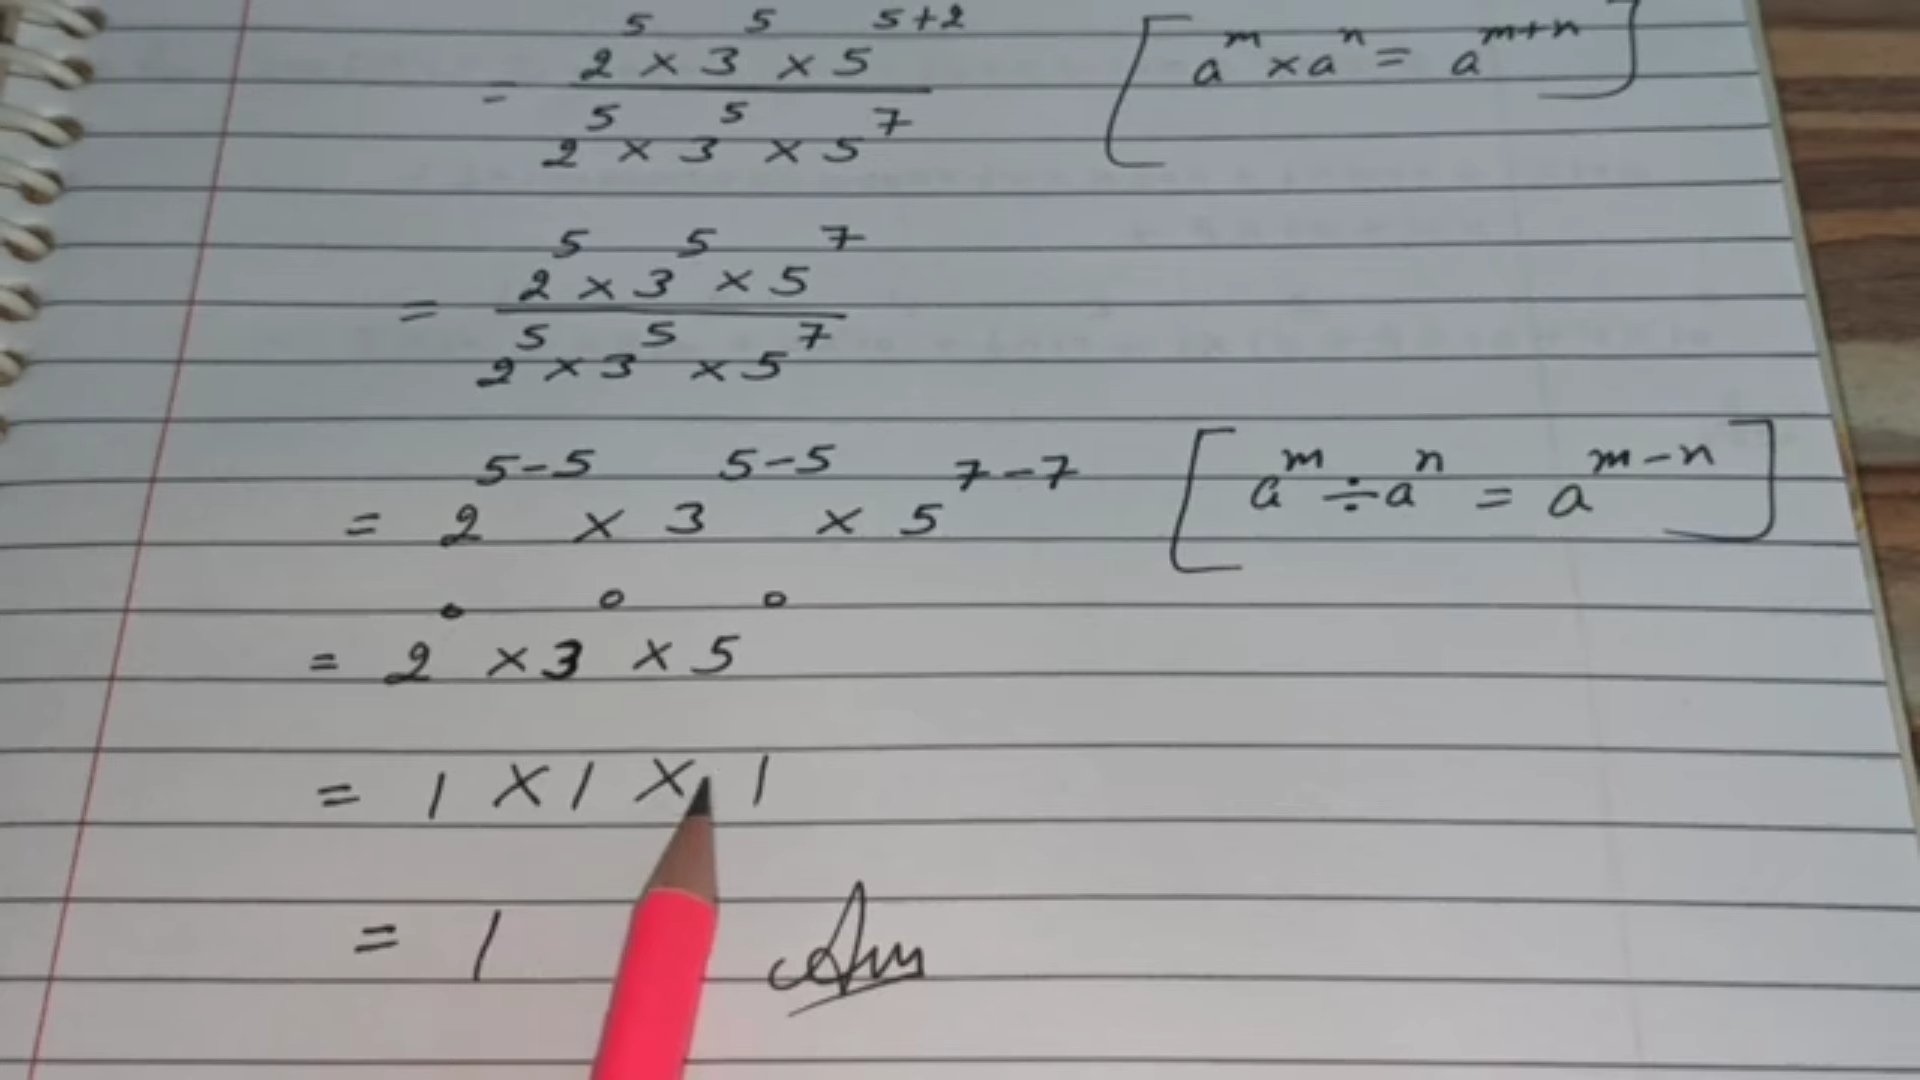 = 2^5 × 3^5 × 5^{5+2} / 2^5 × 3^5 × 5^7 [a^m × a^n = a^{m+n}]
= 2^5 × 3^5 × 5^7 / 2^5 × 3^5 × 5^7
= 2^{5-5} × 3^{5-5} × 5^{7-7} [a^m ÷ a^n = a^{m-n}]
= 2^0 × 3^0 × 5^0
= 1 × 1 × 1
= 1 Ans